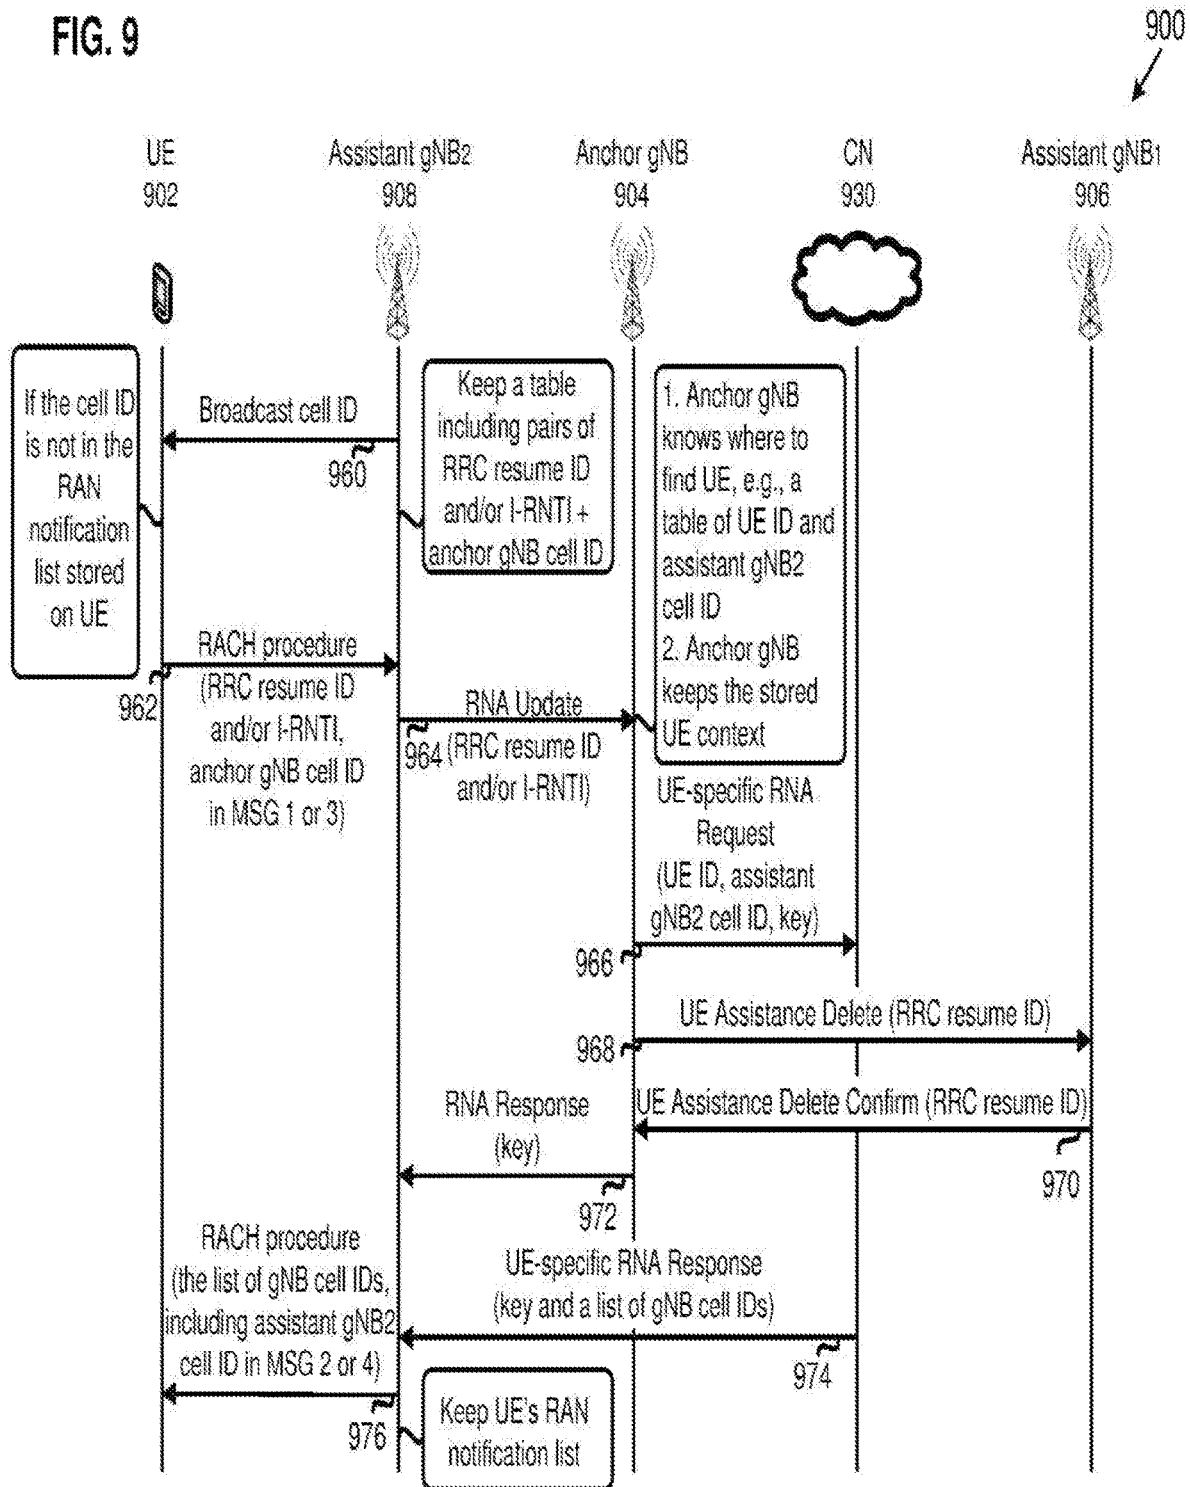 FIG. 9
900
UE
902
Assistant gNB2
908
Anchor gNB
904
CN
930
Assistant gNB1
906
If the cell ID
is not in the
RAN
notification
list stored
on UE
Broadcast cell ID
960
Keep a table
including pairs of
RRC resume ID
and/or I-RNTI +
anchor gNB cell ID
1. Anchor gNB
knows where to
find UE, e.g., a
table of UE ID and
assistant gNB2
cell ID
2. Anchor gNB
keeps the stored
UE context
962
RACH procedure
(RRC resume ID
and/or I-RNTI,
anchor gNB cell ID
in MSG 1 or 3)
964
RNA Update
(RRC resume ID
and/or I-RNTI)
UE-specific RNA
Request
(UE ID, assistant
gNB2 cell ID, key)
966
UE Assistance Delete (RRC resume ID)
968
UE Assistance Delete Confirm (RRC resume ID)
970
RNA Response
(key)
972
UE-specific RNA Response
(key and a list of gNB cell IDs)
974
RACH procedure
(the list of gNB cell IDs,
including assistant gNB2
cell ID in MSG 2 or 4)
976
Keep UE's RAN
notification list